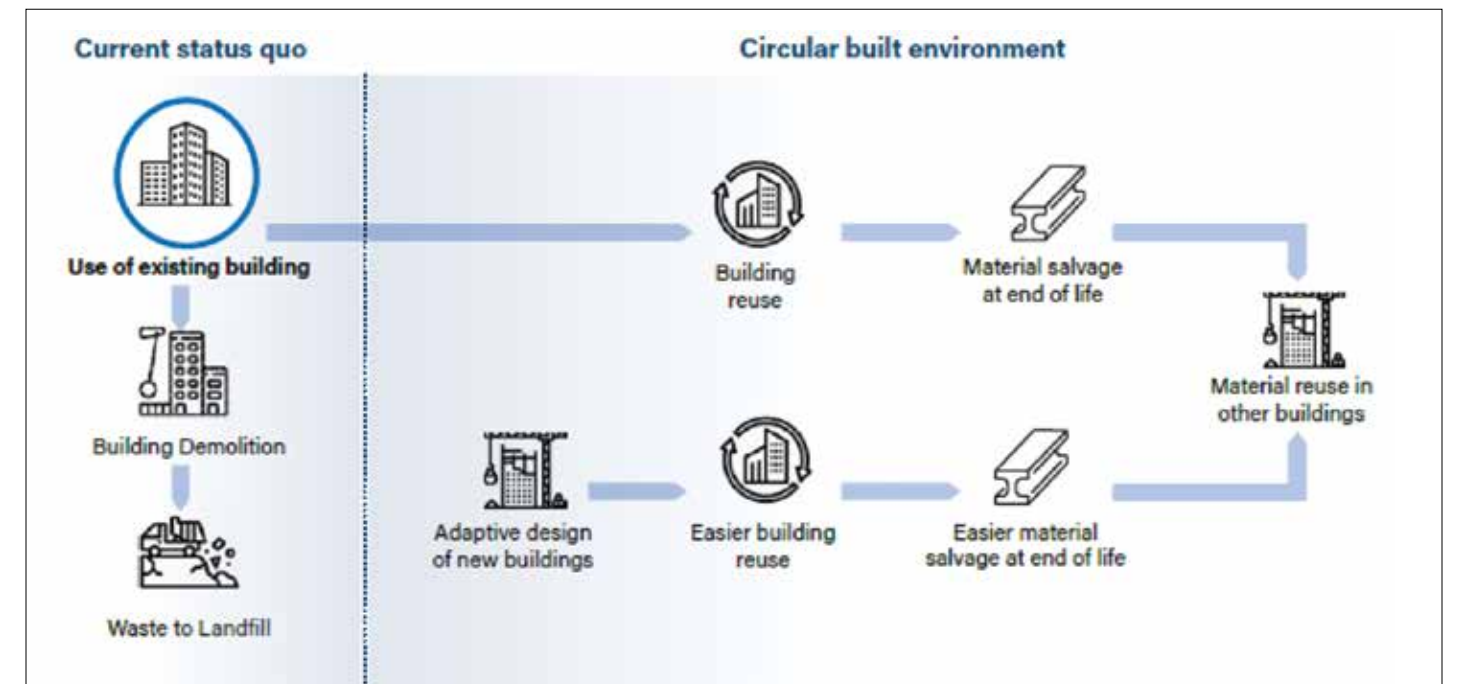 Current status quo
Circular built environment
Use of existing building
Building
reuse
Material salvage
at end of life
Material reuse in
other buildings
Building Demolition
Adaptive design
of new buildings
Easier building
reuse
Easier material
salvage at end of life
Waste to Landfill